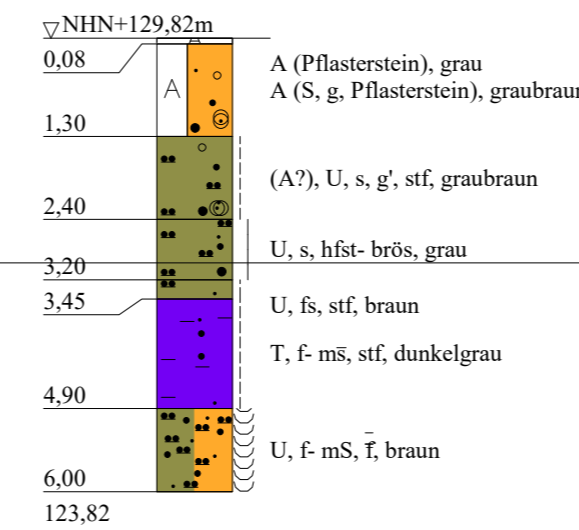 NHN+129,82m
0,08
A (Pflasterstein), grau
A
A (S, g, Pflasterstein), graubraun
1,30
(A?), U, s, g', stf, graubraun
2,40
U, s, hfst- brös, grau
3,20
3,45
U, fs, stf, braun
T, f- ms̅, stf, dunkelgrau
4,90
U, f- mS, f̅, braun
6,00
123,82